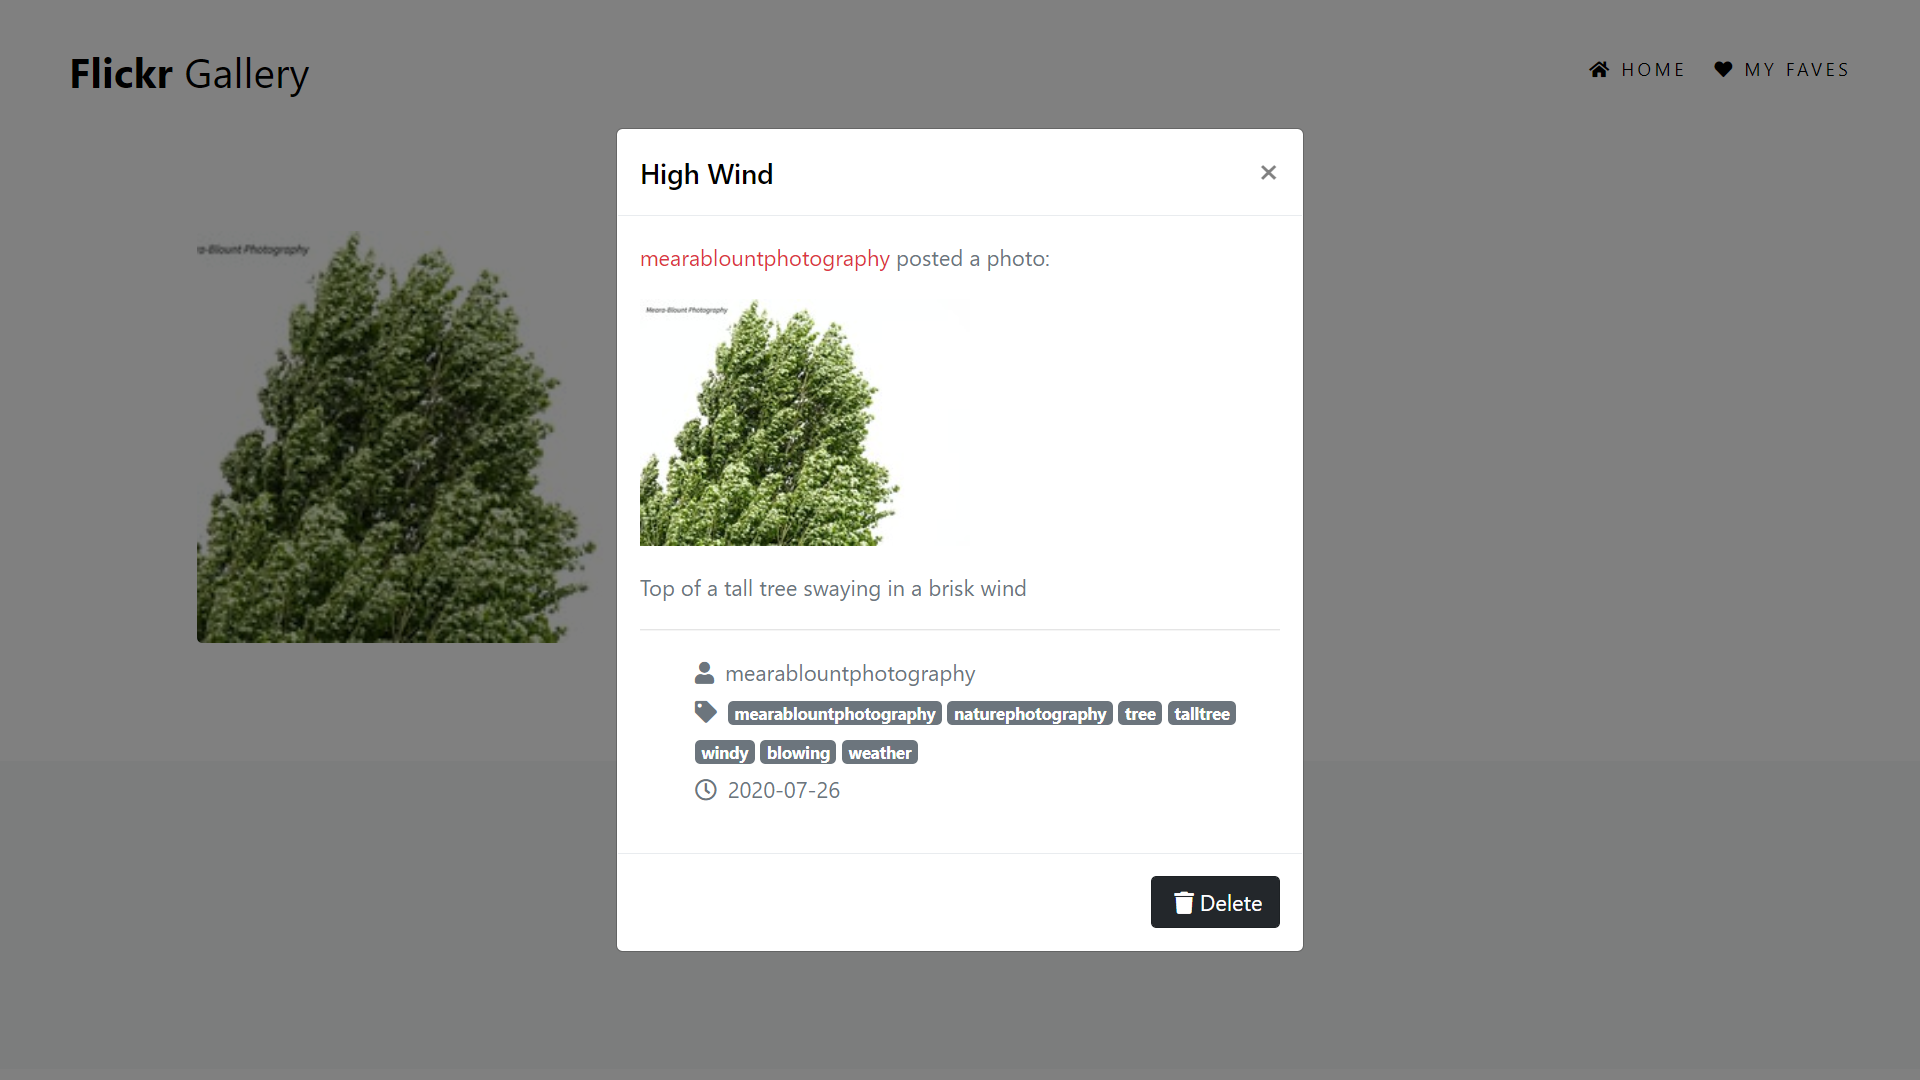 Flickr Gallery
HOME MY FAVES
ra-Blount Photography
High Wind
×
mearablountphotography posted a photo:
Meara-Blount Photography
Top of a tall tree swaying in a brisk wind
mearablountphotography
mearablountphotography naturephotography tree talltree
windy blowing weather
2020-07-26
Delete